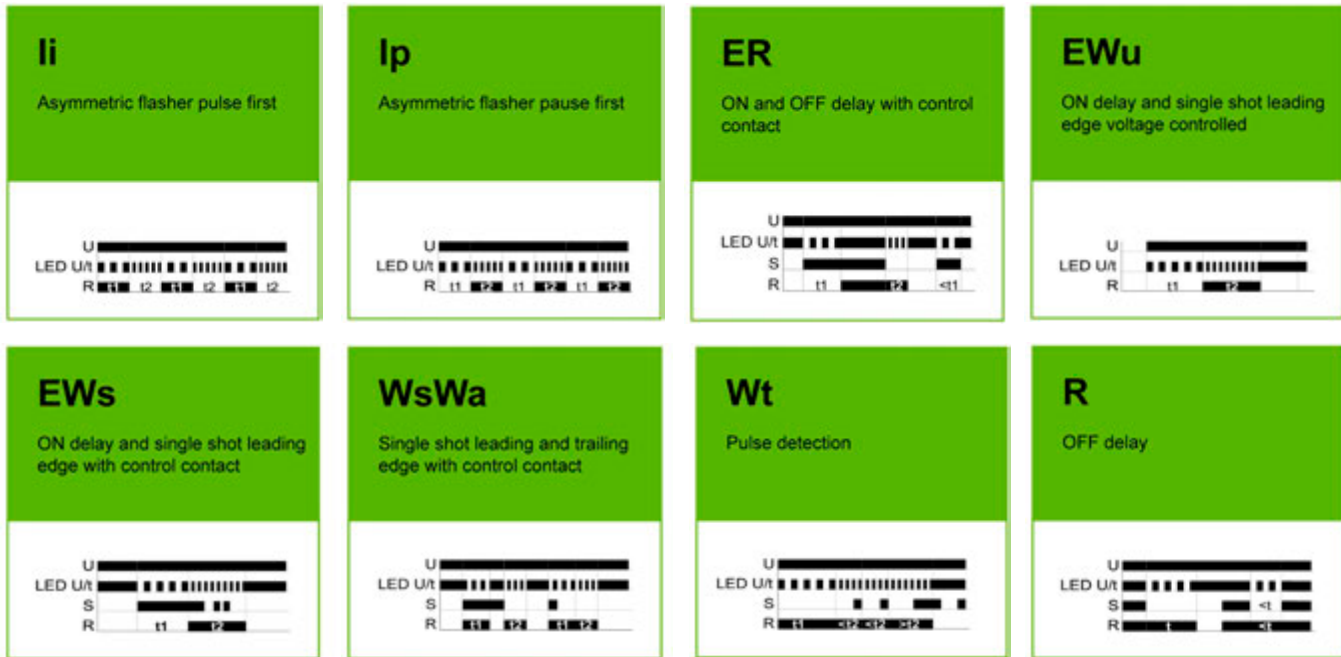 Ii
Asymmetric flasher pulse first
U
LED U/t
R t1 t2 t1 t2 t1 t2
Ip
Asymmetric flasher pause first
U
LED U/t
R t1 t2 t1 t2 t1 t2
ER
ON and OFF delay with control
contact
U
LED U/t
S
R t1 t2 <t1
EWu
ON delay and single shot leading
edge voltage controlled
U
LED U/t
R t1 t2
EWs
ON delay and single shot leading
edge with control contact
U
LED U/t
S
R t1 t2
WsWa
Single shot leading and trailing
edge with control contact
U
LED U/t
S
R t1 t2 t1 t2
Wt
Pulse detection
U
LED U/t
S
R t1 <t2 <t2 >t2
R
OFF delay
U
LED U/t
S <t
R t <t